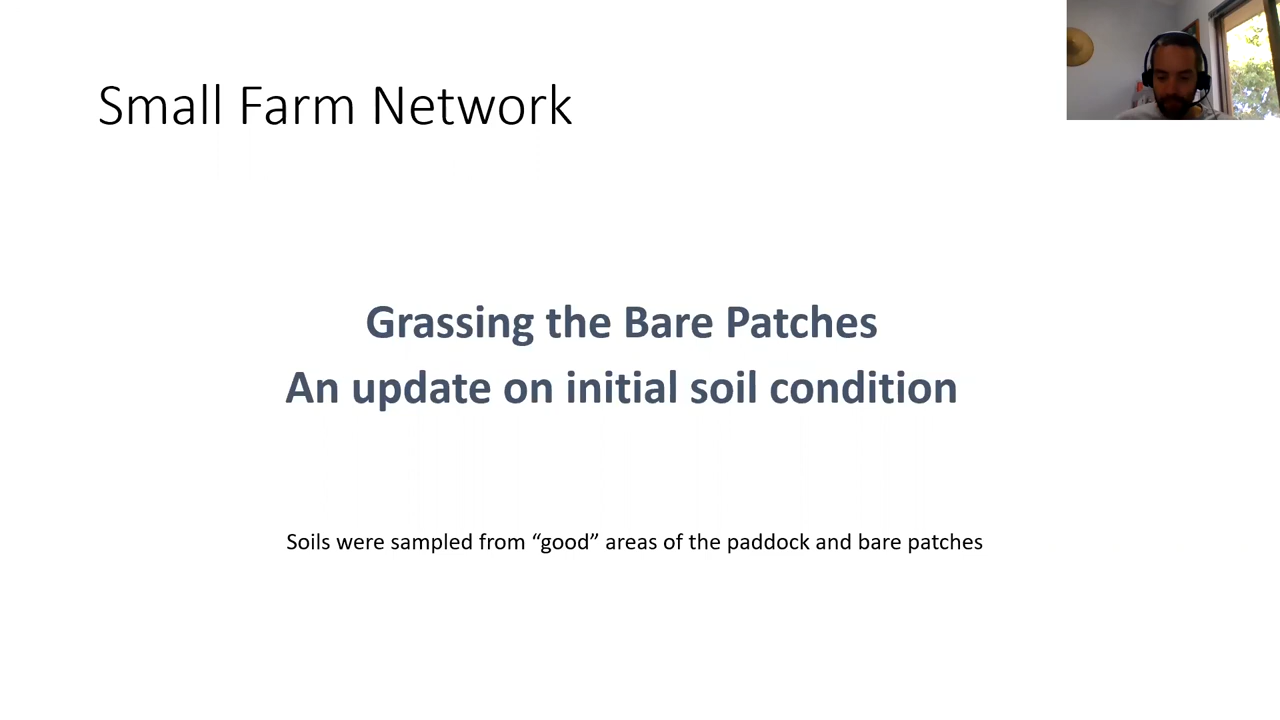 Small Farm Network
Grassing the Bare Patches
An update on initial soil condition
Soils were sampled from “good” areas of the paddock and bare patches